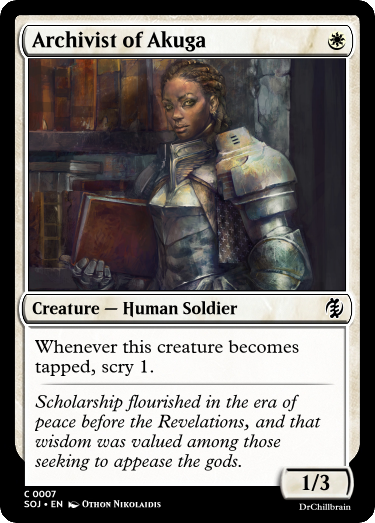 Archivist of Akuga
Creature — Human Soldier
Whenever this creature becomes
tapped, scry 1.
Scholarship flourished in the era of
peace before the Revelations, and that
wisdom was valued among those
seeking to appease the gods.
1/3
C 0007
SOJ • EN Othon Nikolaidis
DrChillbrain